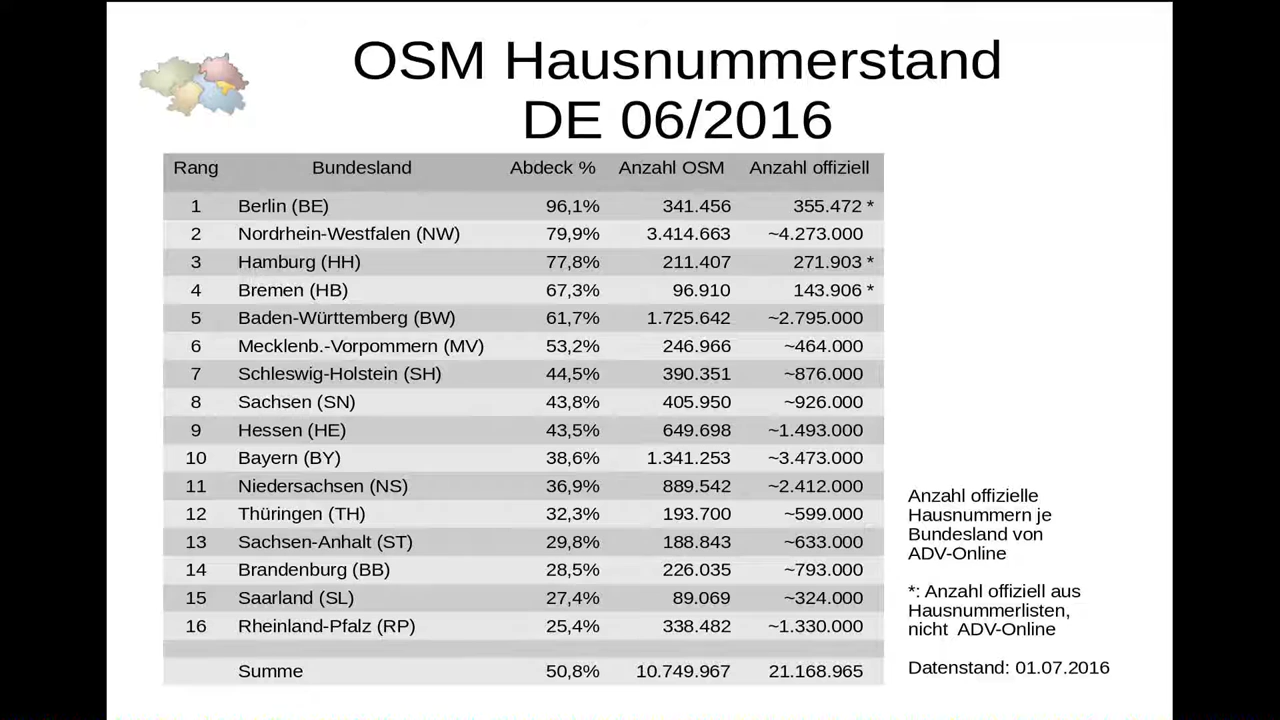 OSM Hausnummerstand
DE 06/2016
Rang Bundesland Abdeck % Anzahl OSM Anzahl offiziell
1 Berlin (BE) 96,1% 341.456 355.472 *
2 Nordrhein-Westfalen (NW) 79,9% 3.414.663 ~4.273.000
3 Hamburg (HH) 77,8% 211.407 271.903 *
4 Bremen (HB) 67,3% 96.910 143.906 *
5 Baden-Württemberg (BW) 61,7% 1.725.642 ~2.795.000
6 Mecklenb.-Vorpommern (MV) 53,2% 246.966 ~464.000
7 Schleswig-Holstein (SH) 44,5% 390.351 ~876.000
8 Sachsen (SN) 43,8% 405.950 ~926.000
9 Hessen (HE) 43,5% 649.698 ~1.493.000
10 Bayern (BY) 38,6% 1.341.253 ~3.473.000
11 Niedersachsen (NS) 36,9% 889.542 ~2.412.000
12 Thüringen (TH) 32,3% 193.700 ~599.000
13 Sachsen-Anhalt (ST) 29,8% 188.843 ~633.000
14 Brandenburg (BB) 28,5% 226.035 ~793.000
15 Saarland (SL) 27,4% 89.069 ~324.000
16 Rheinland-Pfalz (RP) 25,4% 338.482 ~1.330.000
Summe 50,8% 10.749.967 21.168.965
Anzahl offizielle
Hausnummern je
Bundesland von
ADV-Online
*: Anzahl offiziell aus
Hausnummerlisten,
nicht ADV-Online
Datenstand: 01.07.2016